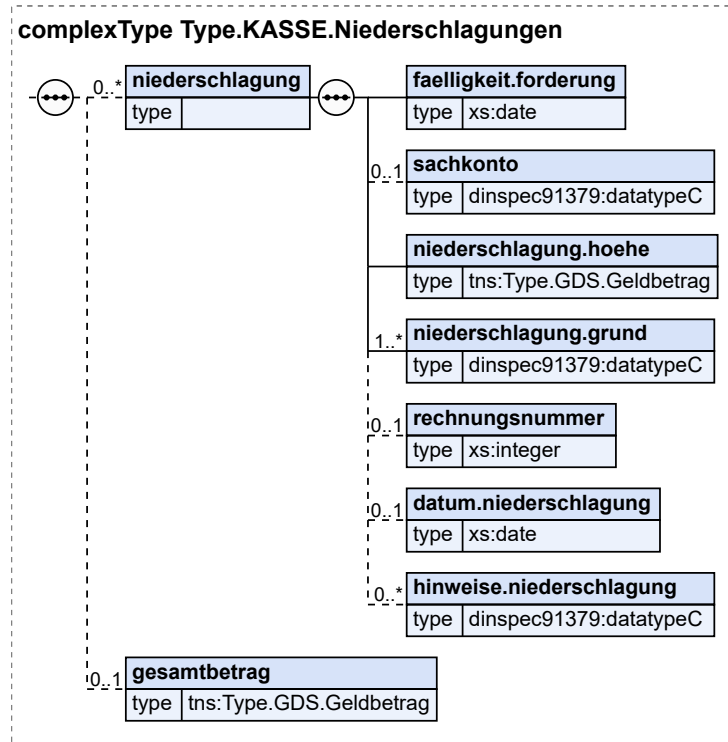 complexType Type.KASSE.Niederschlagungen
0..*
niederschlagung
type
faelligkeit.forderung
type xs:date
0..1
sachkonto
type dinspec91379:datatypeC
niederschlagung.hoehe
type tns:Type.GDS.Geldbetrag
1..*
niederschlagung.grund
type dinspec91379:datatypeC
0..1
rechnungsnummer
type xs:integer
0..1
datum.niederschlagung
type xs:date
0..*
hinweise.niederschlagung
type dinspec91379:datatypeC
0..1
gesamtbetrag
type tns:Type.GDS.Geldbetrag